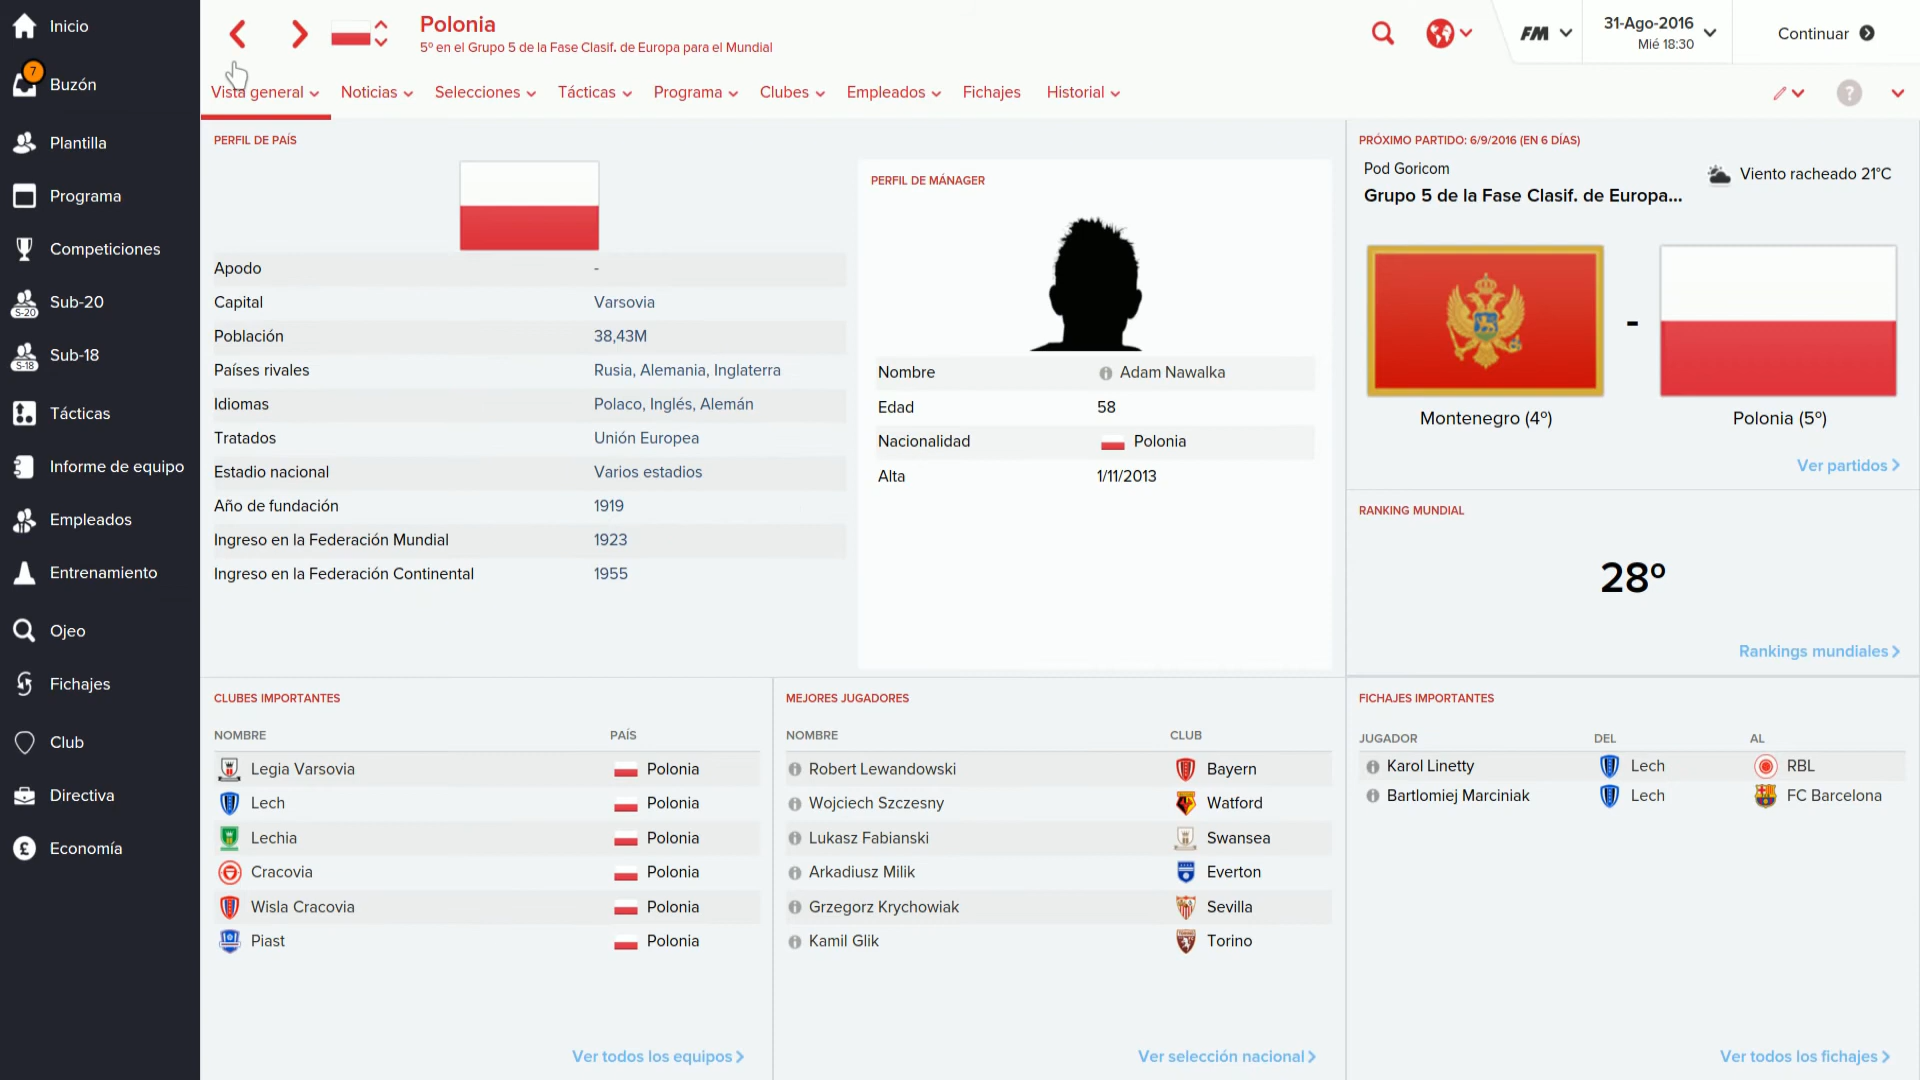 Inicio
7
Buzón
Plantilla
Programa
Competiciones
Sub-20
S-20
Sub-18
S-18
Tácticas
Informe de equipo
Empleados
Entrenamiento
Ojeo
Fichajes
Club
Directiva
Economía
Polonia
5º en el Grupo 5 de la Fase Clasif. de Europa para el Mundial
FM
31-Ago-2016
Mié 18:30
Continuar
Vista general
Noticias
Selecciones
Tácticas
Programa
Clubes
Empleados
Fichajes
Historial
?
PERFIL DE PAÍS
Apodo -
Capital Varsovia
Población 38,43M
Países rivales Rusia, Alemania, Inglaterra
Idiomas Polaco, Inglés, Alemán
Tratados Unión Europea
Estadio nacional Varios estadios
Año de fundación 1919
Ingreso en la Federación Mundial 1923
Ingreso en la Federación Continental 1955
PERFIL DE MÁNAGER
Nombre Adam Nawalka
Edad 58
Nacionalidad Polonia
Alta 1/11/2013
PRÓXIMO PARTIDO: 6/9/2016 (EN 6 DÍAS)
Pod Goricom
Viento racheado 21°C
Grupo 5 de la Fase Clasif. de Europa...
-
Montenegro (4º)
Polonia (5º)
Ver partidos
RANKING MUNDIAL
28º
Rankings mundiales
CLUBES IMPORTANTES
NOMBRE PAÍS
Legia Varsovia Polonia
Lech Polonia
Lechia Polonia
Cracovia Polonia
Wisla Cracovia Polonia
Piast Polonia
Ver todos los equipos
MEJORES JUGADORES
NOMBRE CLUB
Robert Lewandowski Bayern
Wojciech Szczesny Watford
Lukasz Fabianski Swansea
Arkadiusz Milik Everton
Grzegorz Krychowiak Sevilla
Kamil Glik Torino
Ver selección nacional
FICHAJES IMPORTANTES
JUGADOR DEL AL
Karol Linetty Lech RBL
Bartlomiej Marciniak Lech FC Barcelona
Ver todos los fichajes